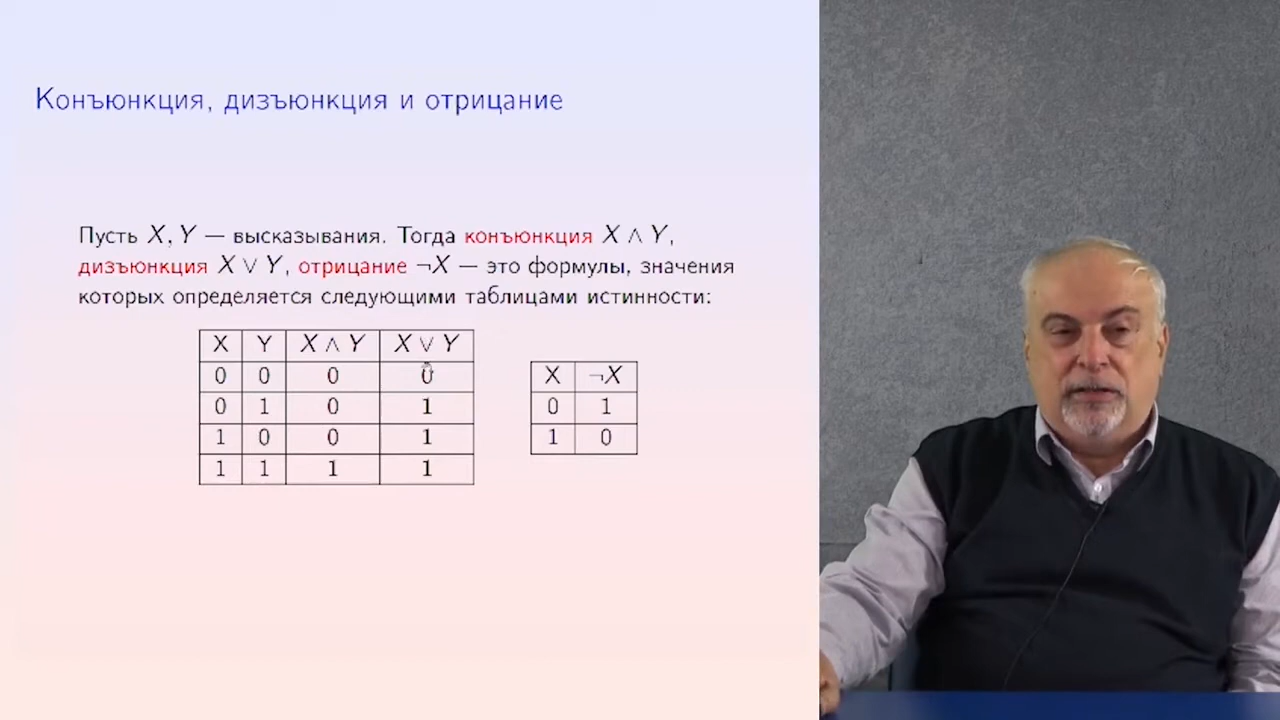 Конъюнкция, дизъюнкция и отрицание
Пусть X, Y — высказывания. Тогда конъюнкция X ∧ Y,
дизъюнкция X ∨ Y, отрицание ¬X — это формулы, значения
которых определяется следующими таблицами истинности:
X Y X ∧ Y X ∨ Y
0 0 0 0
0 1 0 1
1 0 0 1
1 1 1 1
X ¬X
0 1
1 0